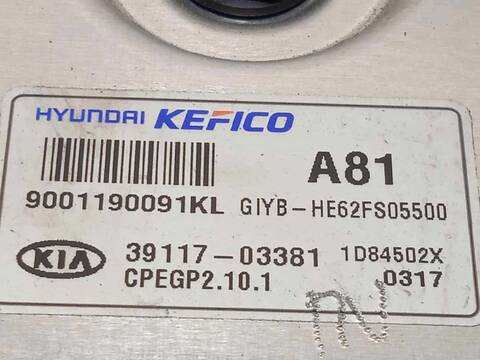 HYUNDAI KEFICO
A81
9001190091KL GIYB-HE62FS05500
KIA 39117-03381 1D84502X
CPEGP2.10.1 0317